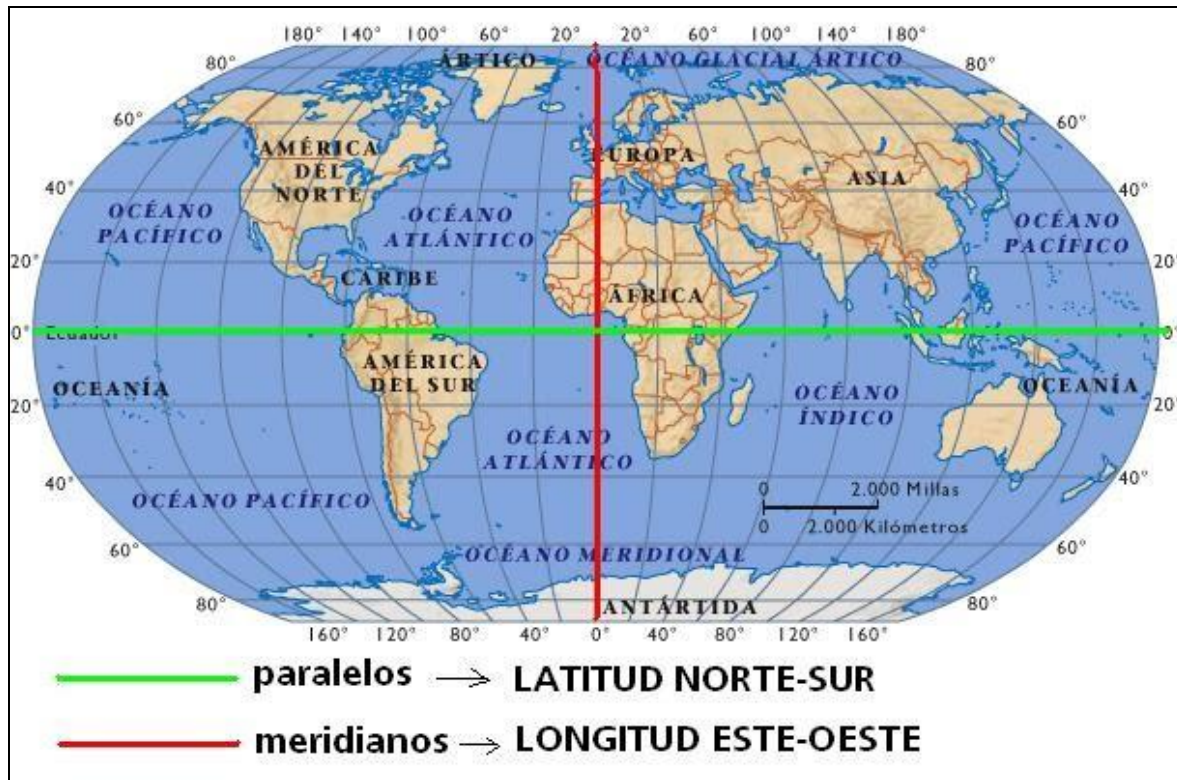 180° 140° 100° 60° 20° 20° 60° 100° 140° 180°
80° ÁRTICO OCÉANO GLACIAL ÁRTICO 80°
60° 60°
AMÉRICA
DEL
NORTE
EUROPA
ASIA
40° 40°
OCÉANO
PACÍFICO
OCÉANO
ATLÁNTICO
OCÉANO
PACÍFICO
20° 20°
CARIBE
ÁFRICA
0° 0°
Ecuador
AMÉRICA
DEL SUR
OCEANÍA
OCÉANO
ÍNDICO
OCEANÍA
20° 20°
OCÉANO
ATLÁNTICO
40° 40°
OCÉANO PACÍFICO
0 2.000 Millas
0 2.000 Kilómetros
60° 60°
OCÉANO MERIDIONAL
80° ANTÁRTIDA 80°
160° 120° 80° 40° 0° 40° 80° 120° 160°
paralelos → LATITUD NORTE-SUR
meridianos → LONGITUD ESTE-OESTE